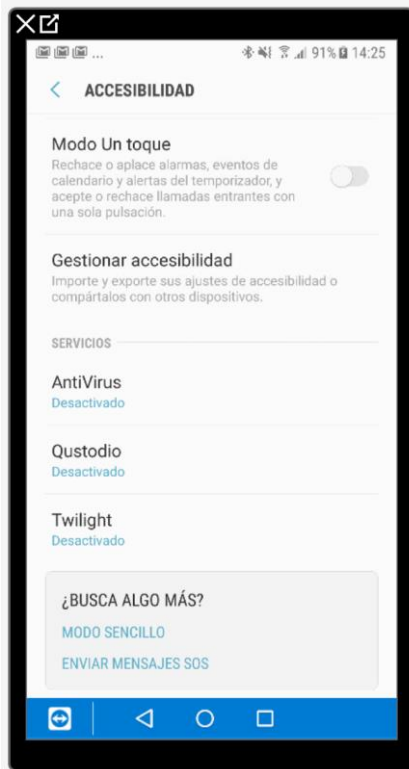 ... 91% 14:25
ACCESIBILIDAD
Modo Un toque
Rechace o aplace alarmas, eventos de
calendario y alertas del temporizador, y
acepte o rechace llamadas entrantes con
una sola pulsación.
Gestionar accesibilidad
Importe y exporte sus ajustes de accesibilidad o
compártalos con otros dispositivos.
SERVICIOS
AntiVirus
Desactivado
Qustodio
Desactivado
Twilight
Desactivado
¿BUSCA ALGO MÁS?
MODO SENCILLO
ENVIAR MENSAJES SOS